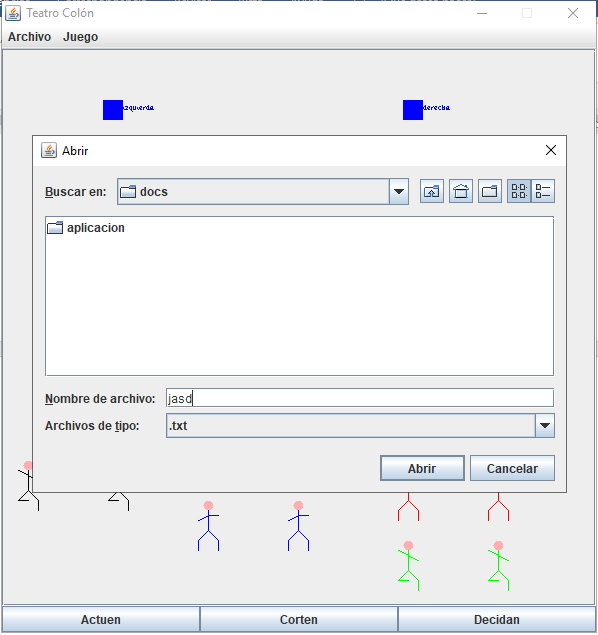 Teatro Colón
Archivo Juego
izquierda derecha
Abrir
Buscar en: docs
aplicacion
Nombre de archivo: jasd
Archivos de tipo: .txt
Abrir Cancelar
Actuen Corten Decidan